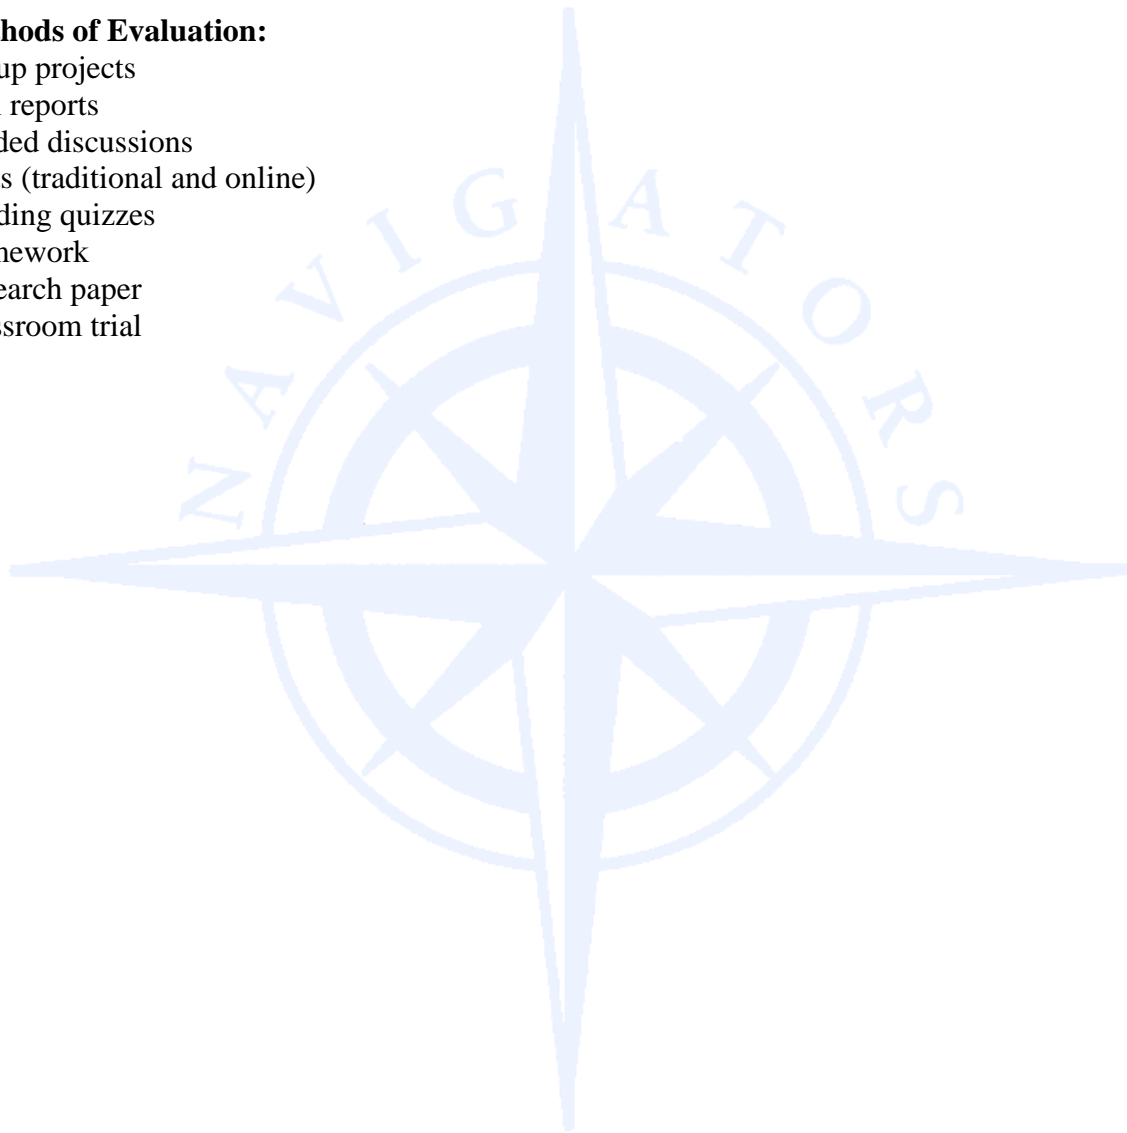 hods of Evaluation:
up projects
reports
ded discussions
s (traditional and online)
ding quizzes
nework
earch paper
ssroom trial
NAVIGATORS